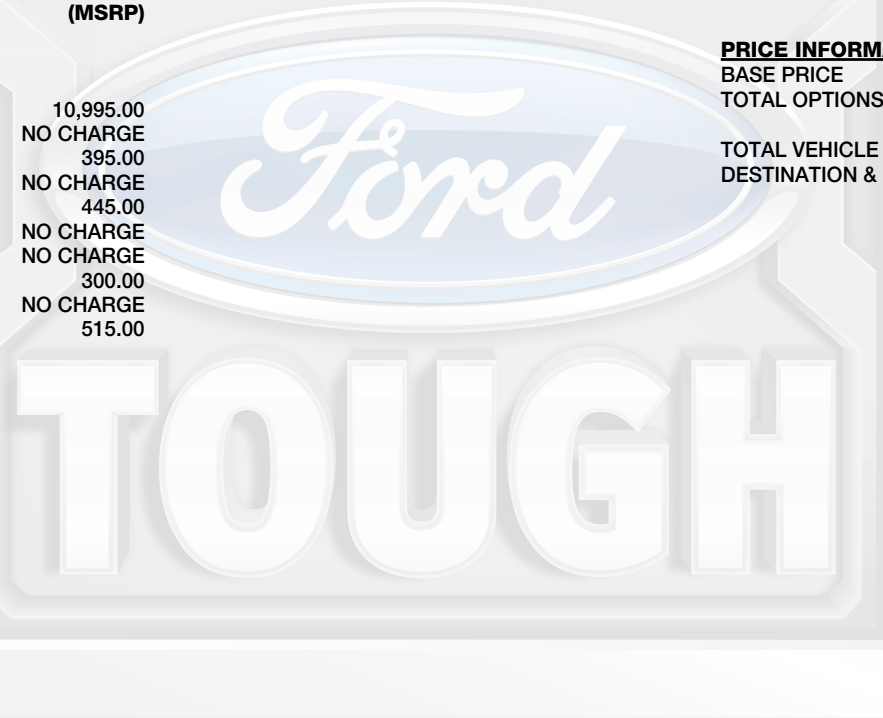 (MSRP)
10,995.00
NO CHARGE
395.00
NO CHARGE
445.00
NO CHARGE
NO CHARGE
300.00
NO CHARGE
515.00
PRICE INFORMA
BASE PRICE
TOTAL OPTIONS
TOTAL VEHICLE
DESTINATION &
Ford
TOUGH